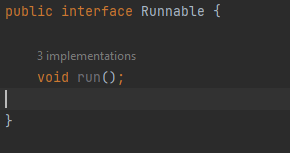 public interface Runnable {
3 implementations
void run();
}